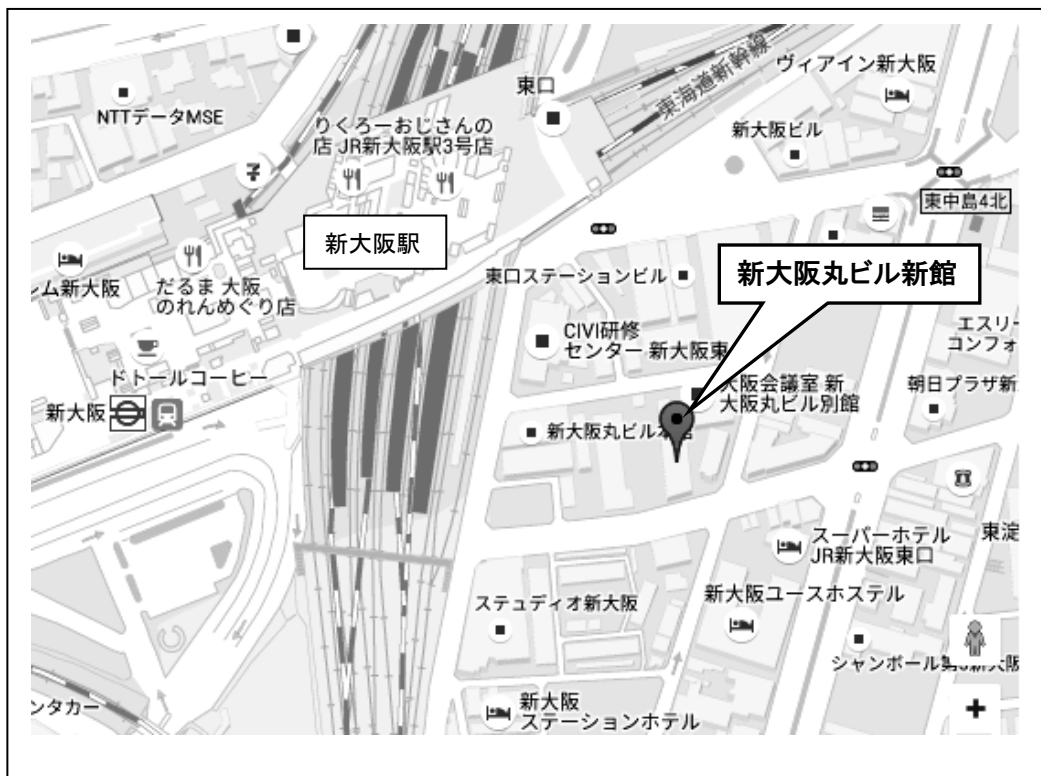 ヴィアイン新大阪
東口
東海道新幹線
NTTデータMSE
りくろーおじさんの
店 JR新大阪駅3号店
新大阪ビル
東中島4北
新大阪駅
レム新大阪
だるま 大阪
のれんめぐり店
東口ステーションビル
新大阪丸ビル新館
CIVI研修
センター 新大阪東
エスリー
コンフォ
ドトールコーヒー
大阪会議室 新
大阪丸ビル別館
朝日プラザ新
新大阪
新大阪丸ビル本館
スーパーホテル
JR新大阪東口
東淀
ステュディオ新大阪
新大阪ユースホステル
シャンボール第3新大阪
ンタカー
新大阪
ステーションホテル